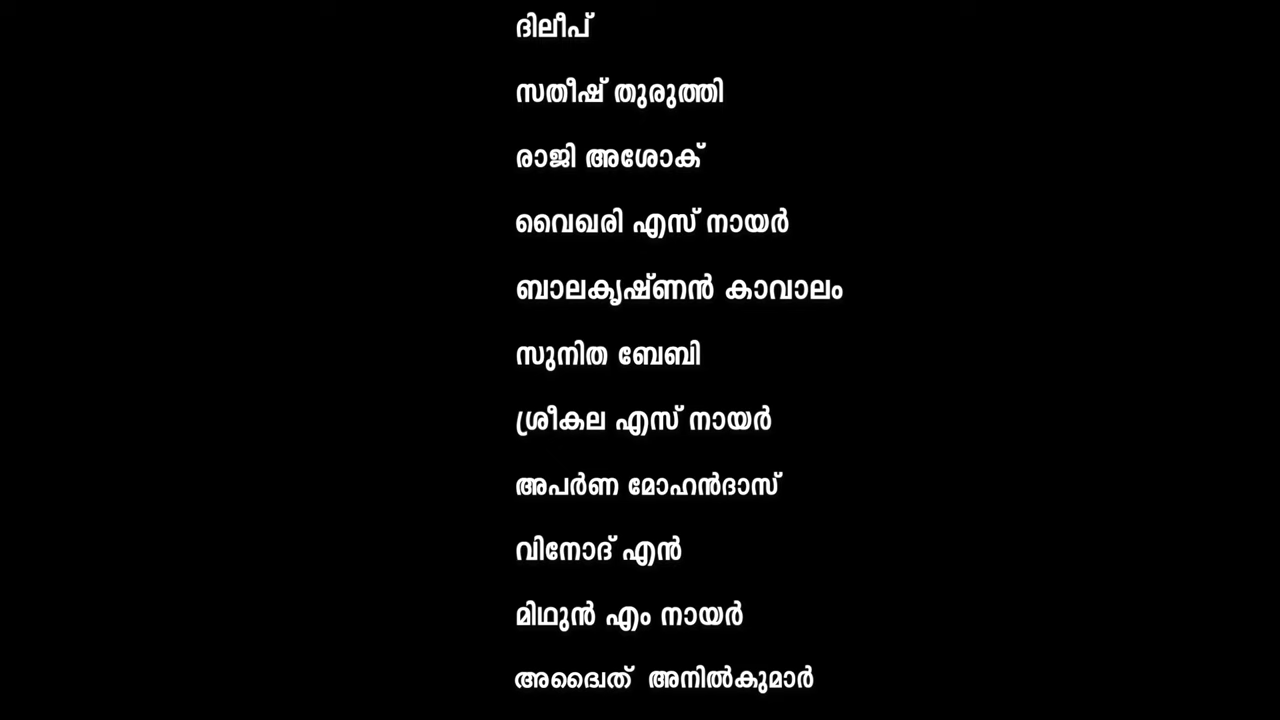 ദിലീപ്
സതീഷ് തുരുത്തി
രാജി അശോക്
വൈഖരി എസ് നായർ
ബാലകൃഷ്ണൻ കാവാലം
സുനിത ബേബി
ശ്രീകല എസ് നായർ
അപർണ മോഹൻദാസ്
വിനോദ് എൻ
മിഥുൻ എം നായർ
അദ്വൈത് അനിൽകുമാർ